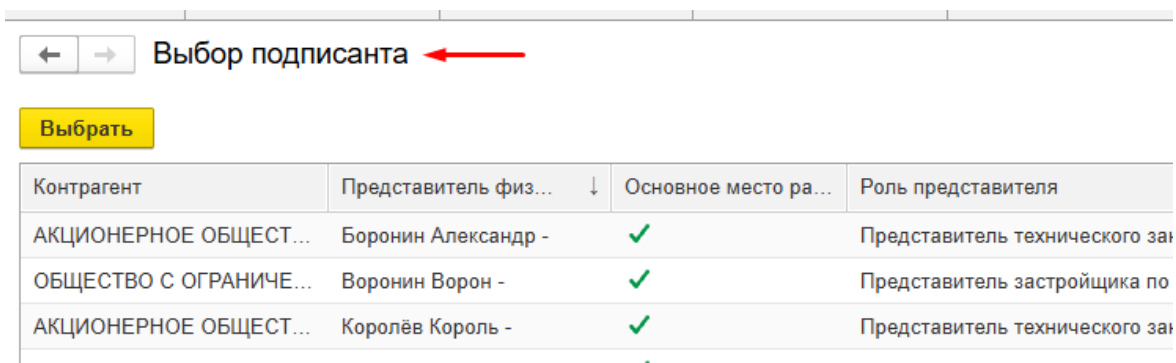 Выбор подписанта
Выбрать
Контрагент Представитель физ... ↓ Основное место ра... Роль представителя
АКЦИОНЕРНОЕ ОБЩЕСТ... Боронин Александр - Представитель технического зак
ОБЩЕСТВО С ОГРАНИЧЕ... Воронин Ворон - Представитель застройщика по
АКЦИОНЕРНОЕ ОБЩЕСТ... Королёв Король - Представитель технического зак